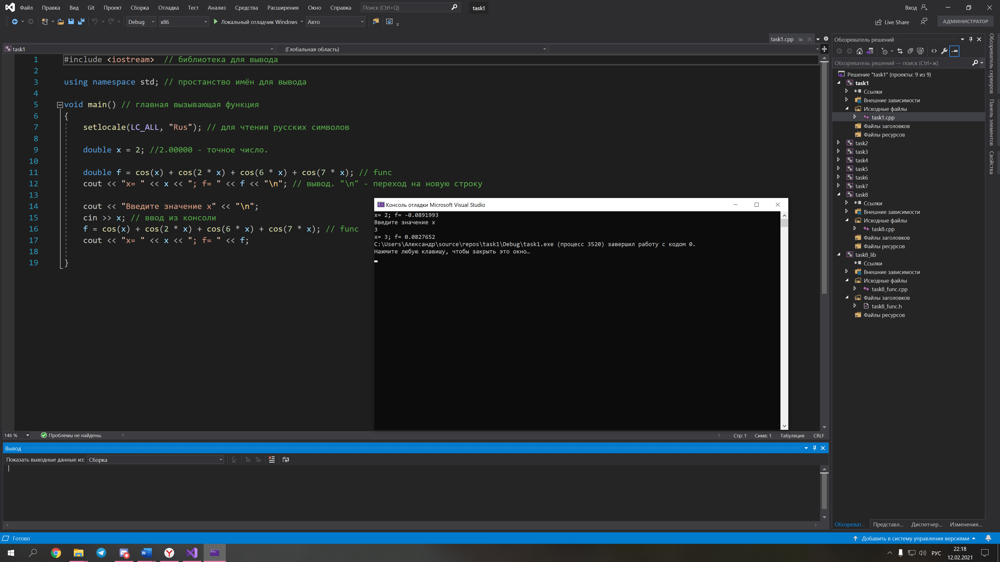 Файл Правка Вид Git Проект Сборка Отладка Тест Анализ Средства Расширения Окно Справка Поиск (Ctrl+Q) task1 Вход
Debug x86 Локальный отладчик Windows Авто Live Share АДМИНИСТРАТОР
task1.cpp
task1 (Глобальная область)
1 #include <iostream> // библиотека для вывода
2
3 using namespace std; // простанство имён для вывода
4
5 void main() // главная вызывающая функция
6 {
7 setlocale(LC_ALL, "Rus"); // для чтения русских символов
8
9 double x = 2; //2.00000 - точное число.
10
11 double f = cos(x) + cos(2 * x) + cos(6 * x) + cos(7 * x); // func
12 cout << "x= " << x << "; f= " << f << "\n"; // вывод. "\n" - переход на новую строку
13
14 cout << "Введите значение x" << "\n";
15 cin >> x; // ввод из консоли
16 f = cos(x) + cos(2 * x) + cos(6 * x) + cos(7 * x); // func
17 cout << "x= " << x << "; f= " << f;
18
19 }
Консоль отладки Microsoft Visual Studio
x= 2; f= -0.0891993
Введите значение x
3
x= 3; f= 0.0827652
C:\Users\Александр\source\repos\task1\Debug\task1.exe (процесс 3520) завершил работу с кодом 0.
Нажмите любую клавишу, чтобы закрыть это окно…
146 % Проблемы не найдены. Стр: 1 Симв: 1 Табуляция CRLF
Вывод
Показать выходные данные из: Сборка
Обозреватель решений
Обозреватель решений — поиск (Ctrl+ж)
Решение "task1" (проекты: 9 из 9)
task1
Ссылки
Внешние зависимости
Исходные файлы
task1.cpp
Файлы заголовков
Файлы ресурсов
task2
task3
task4
task5
task6
task7
task8
Ссылки
Внешние зависимости
Исходные файлы
task8.cpp
Файлы заголовков
Файлы ресурсов
task8_lib
Ссылки
Внешние зависимости
Исходные файлы
task8_func.cpp
Файлы заголовков
task8_func.h
Файлы ресурсов
Обозреват... Представл... Диспетчер... Изменения...
Обозреватель серверов
Панель элементов
Свойства
Готово Добавить в систему управления версиями
РУС 22:18
12.02.2021